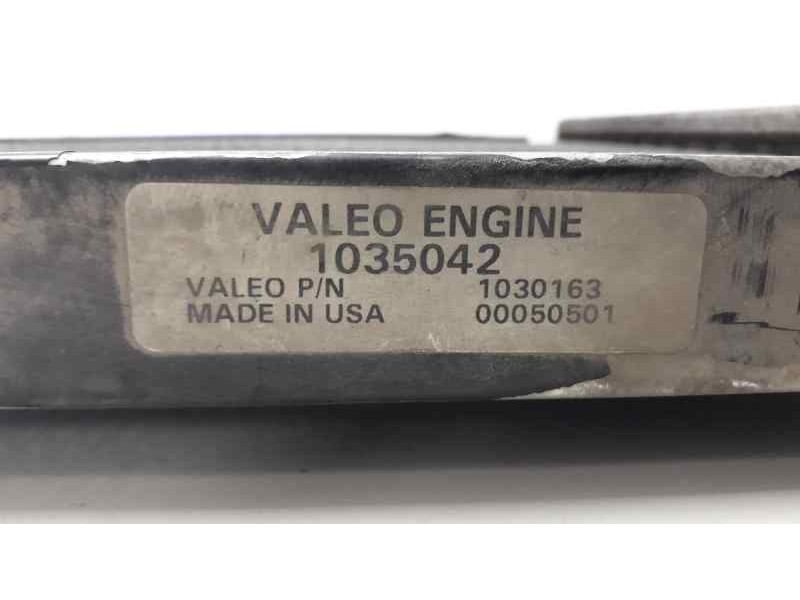 VALEO ENGINE
1035042
VALEO P/N 1030163
MADE IN USA 00050501